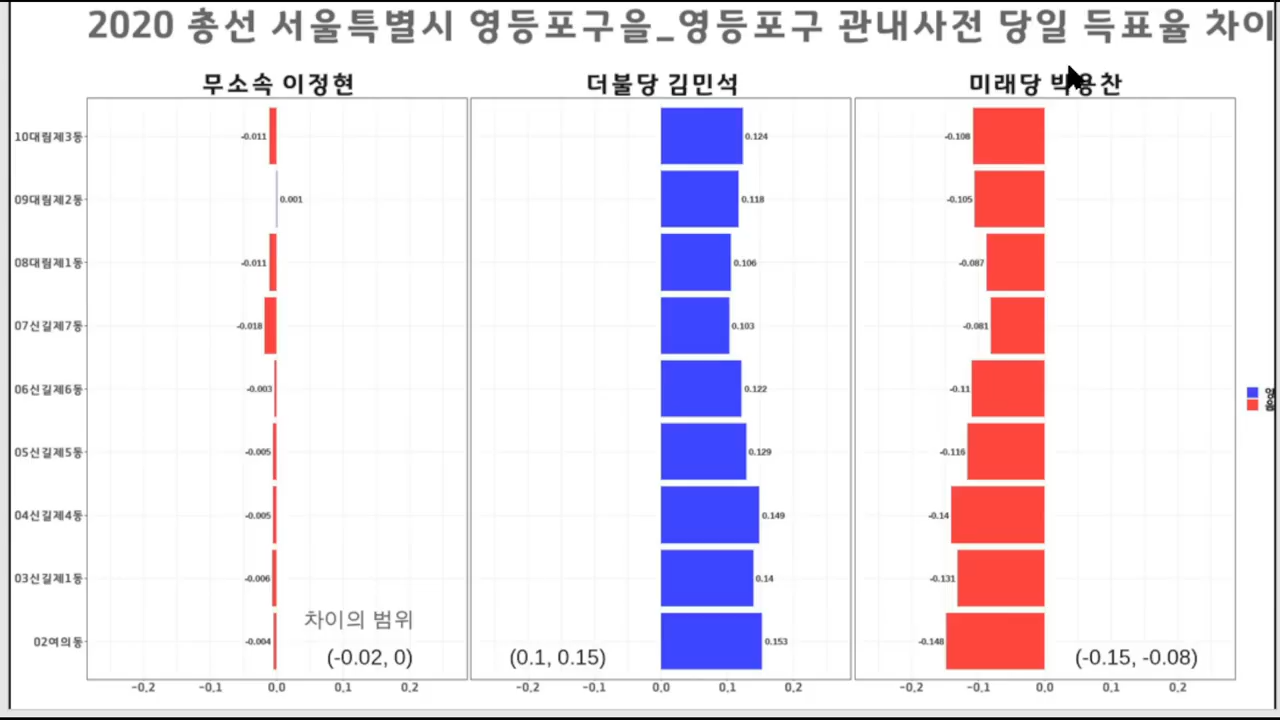 2020 총선 서울특별시 영등포구을_영등포구 관내사전 당일 득표율 차이
무소속 이정현 더불당 김민석 미래당 박용찬
10대림제3동 -0.011 0.124 -0.108
09대림제2동 0.001 0.118 -0.105
08대림제1동 -0.011 0.106 -0.087
07신길제7동 -0.018 0.103 -0.081
06신길제6동 -0.003 0.122 -0.11
05신길제5동 -0.005 0.129 -0.116
04신길제4동 -0.005 0.149 -0.14
03신길제1동 -0.006 0.14 -0.131
차이의 범위
02여의동 -0.004 0.153 -0.148
(-0.02, 0) (0.1, 0.15) (-0.15, -0.08)
-0.2 -0.1 0.0 0.1 0.2 -0.2 -0.1 0.0 0.1 0.2 -0.2 -0.1 0.0 0.1 0.2